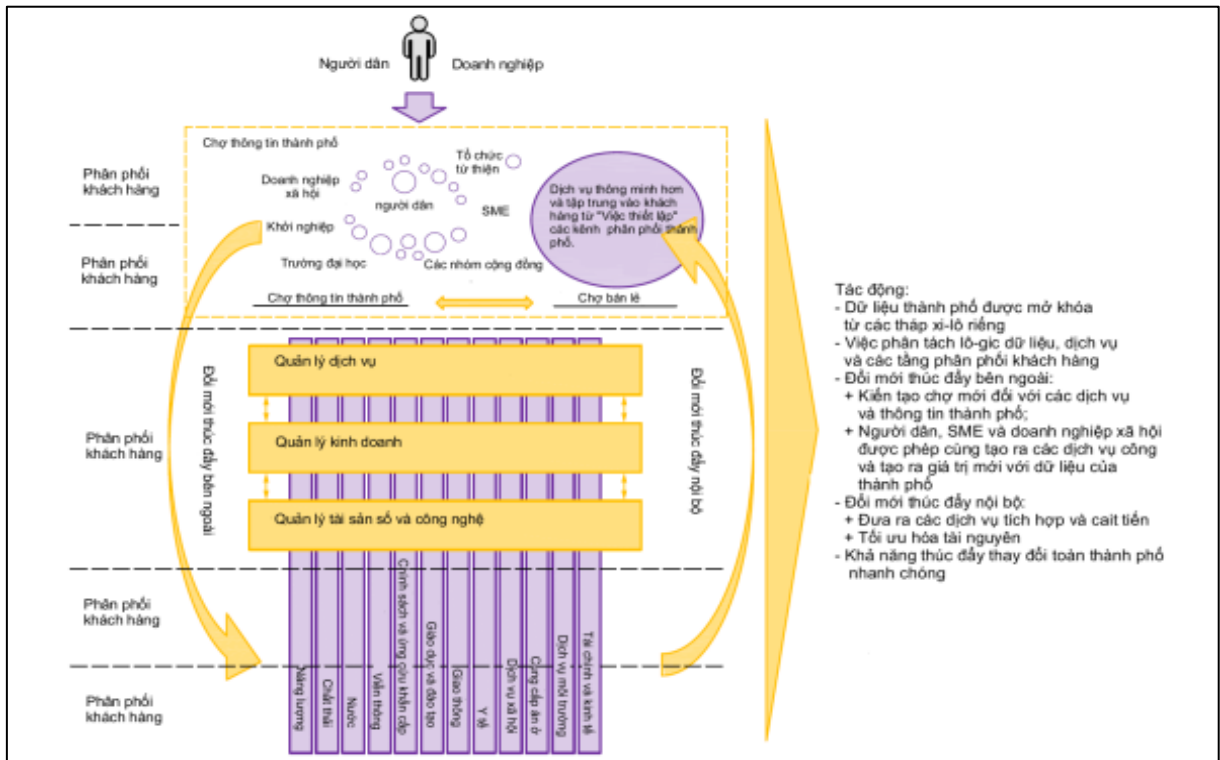 Người dân
Doanh nghiệp
Chợ thông tin thành phố
Phân phối
khách hàng
Phân phối
khách hàng
Doanh nghiệp
xã hội
Tổ chức
từ thiện
người dân
SME
Khởi nghiệp
Trường đại học
Các nhóm cộng đồng
Dịch vụ thông minh hơn
và tập trung vào khách
hàng từ "Việc thiết lập"
các kênh phân phối thành
phố.
Chợ thông tin thành phố
Chợ bán lẻ
Đổi mới thúc đẩy bên ngoài
Quản lý dịch vụ
Quản lý kinh doanh
Quản lý tài sản số và công nghệ
Đổi mới thúc đẩy nội bộ
Phân phối
khách hàng
Phân phối
khách hàng
Phân phối
khách hàng
Năng lượng
Chất thải
Nước
Viễn thông
Chính sách và ứng cứu khẩn cấp
Giáo dục và đào tạo
Giao thông
Y tế
Dịch vụ xã hội
Cung cấp ăn ở
Dịch vụ môi trường
Tài chính và kinh tế
Tác động:
- Dữ liệu thành phố được mở khóa
từ các tháp xi-lô riêng
- Việc phân tách lô-gic dữ liệu, dịch vụ
và các tầng phân phối khách hàng
- Đổi mới thúc đẩy bên ngoài:
+ Kiến tạo chợ mới đối với các dịch vụ
và thông tin thành phố;
+ Người dân, SME và doanh nghiệp xã hội
được phép cùng tạo ra các dịch vụ công
và tạo ra giá trị mới với dữ liệu của
thành phố
- Đổi mới thúc đẩy nội bộ:
+ Đưa ra các dịch vụ tích hợp và cait tiến
+ Tối ưu hóa tài nguyên
- Khả năng thúc đẩy thay đổi toàn thành phố
nhanh chóng